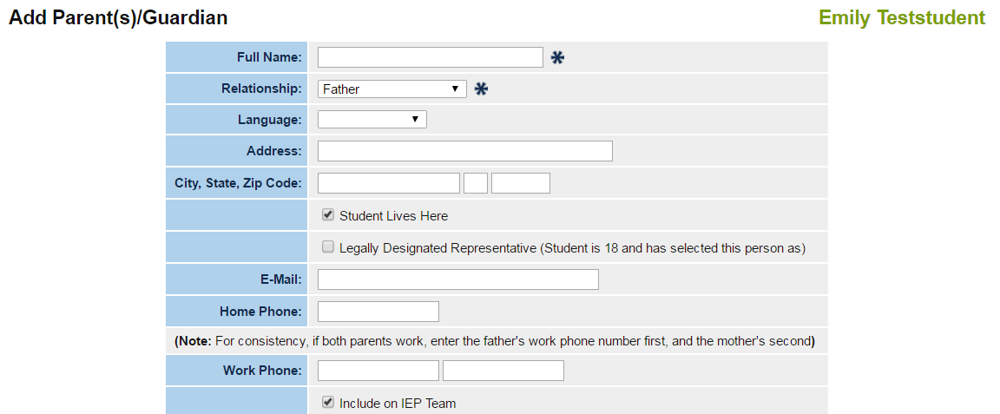 Add Parent(s)/Guardian Emily Teststudent
Full Name:
Relationship: Father
Language:
Address:
City, State, Zip Code:
Student Lives Here
Legally Designated Representative (Student is 18 and has selected this person as)
E-Mail:
Home Phone:
(Note: For consistency, if both parents work, enter the father's work phone number first, and the mother's second)
Work Phone:
Include on IEP Team